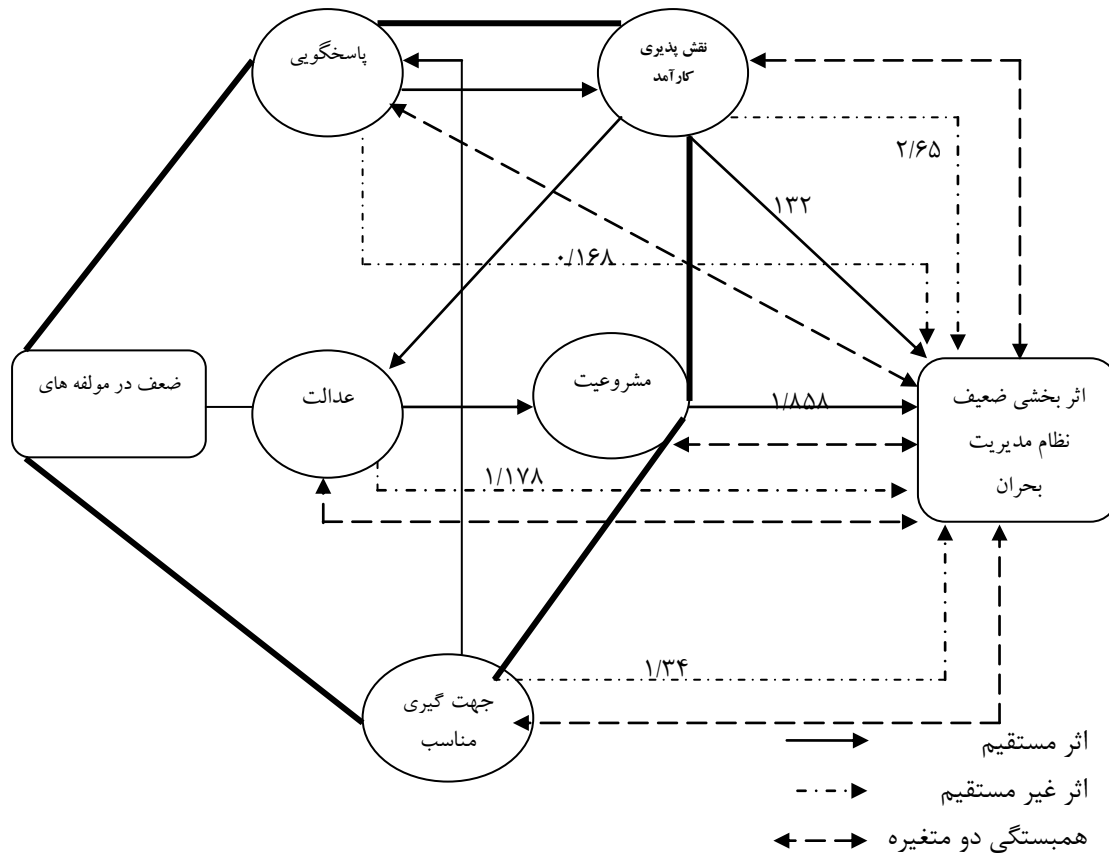 پاسخگویی
نقش پذیری
کارآمد
۲/۶۵
۱۳۲
۰/۱۶۸
ضعف در مولفه های
عدالت
مشروعیت
۱/۸۵۸
اثر بخشی ضعیف
نظام مدیریت
بحران
۱/۱۷۸
۱/۳۴
جهت گیری
مناسب
اثر مستقیم
اثر غیر مستقیم
همبستگی دو متغیره